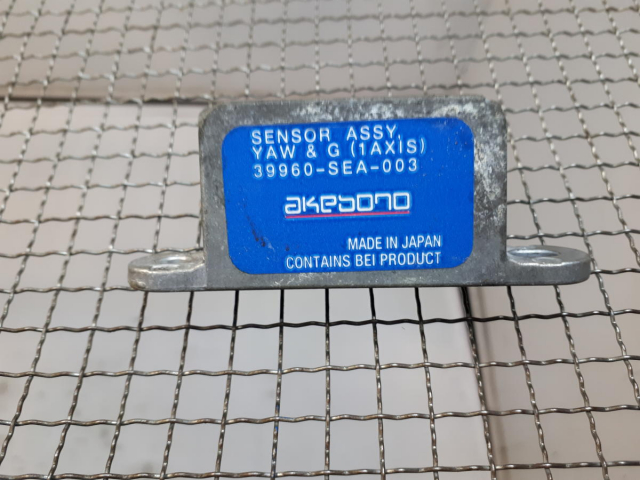 SENSOR ASSY,
YAW & G (1AXIS)
39960-SEA-003
akebono
MADE IN JAPAN
CONTAINS BEI PRODUCT